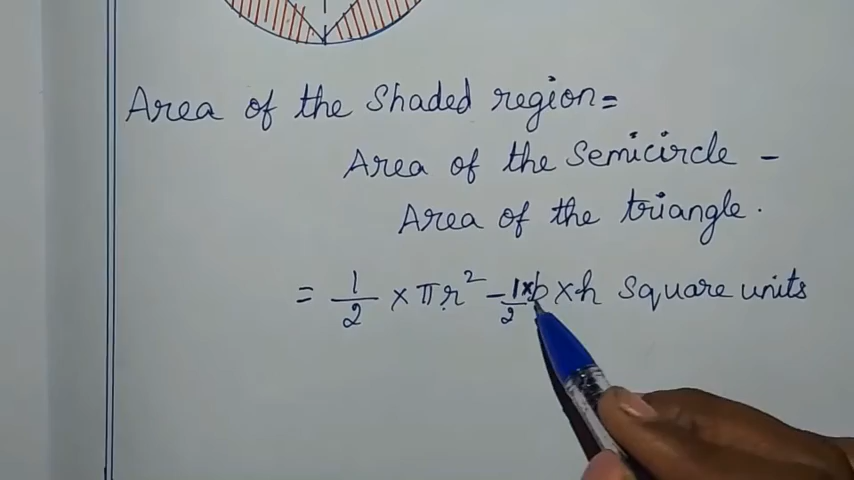 Area of the Shaded region =
Area of the Semicircle -
Area of the triangle.
= 1/2 × πr² - 1/2 × b × h Square units